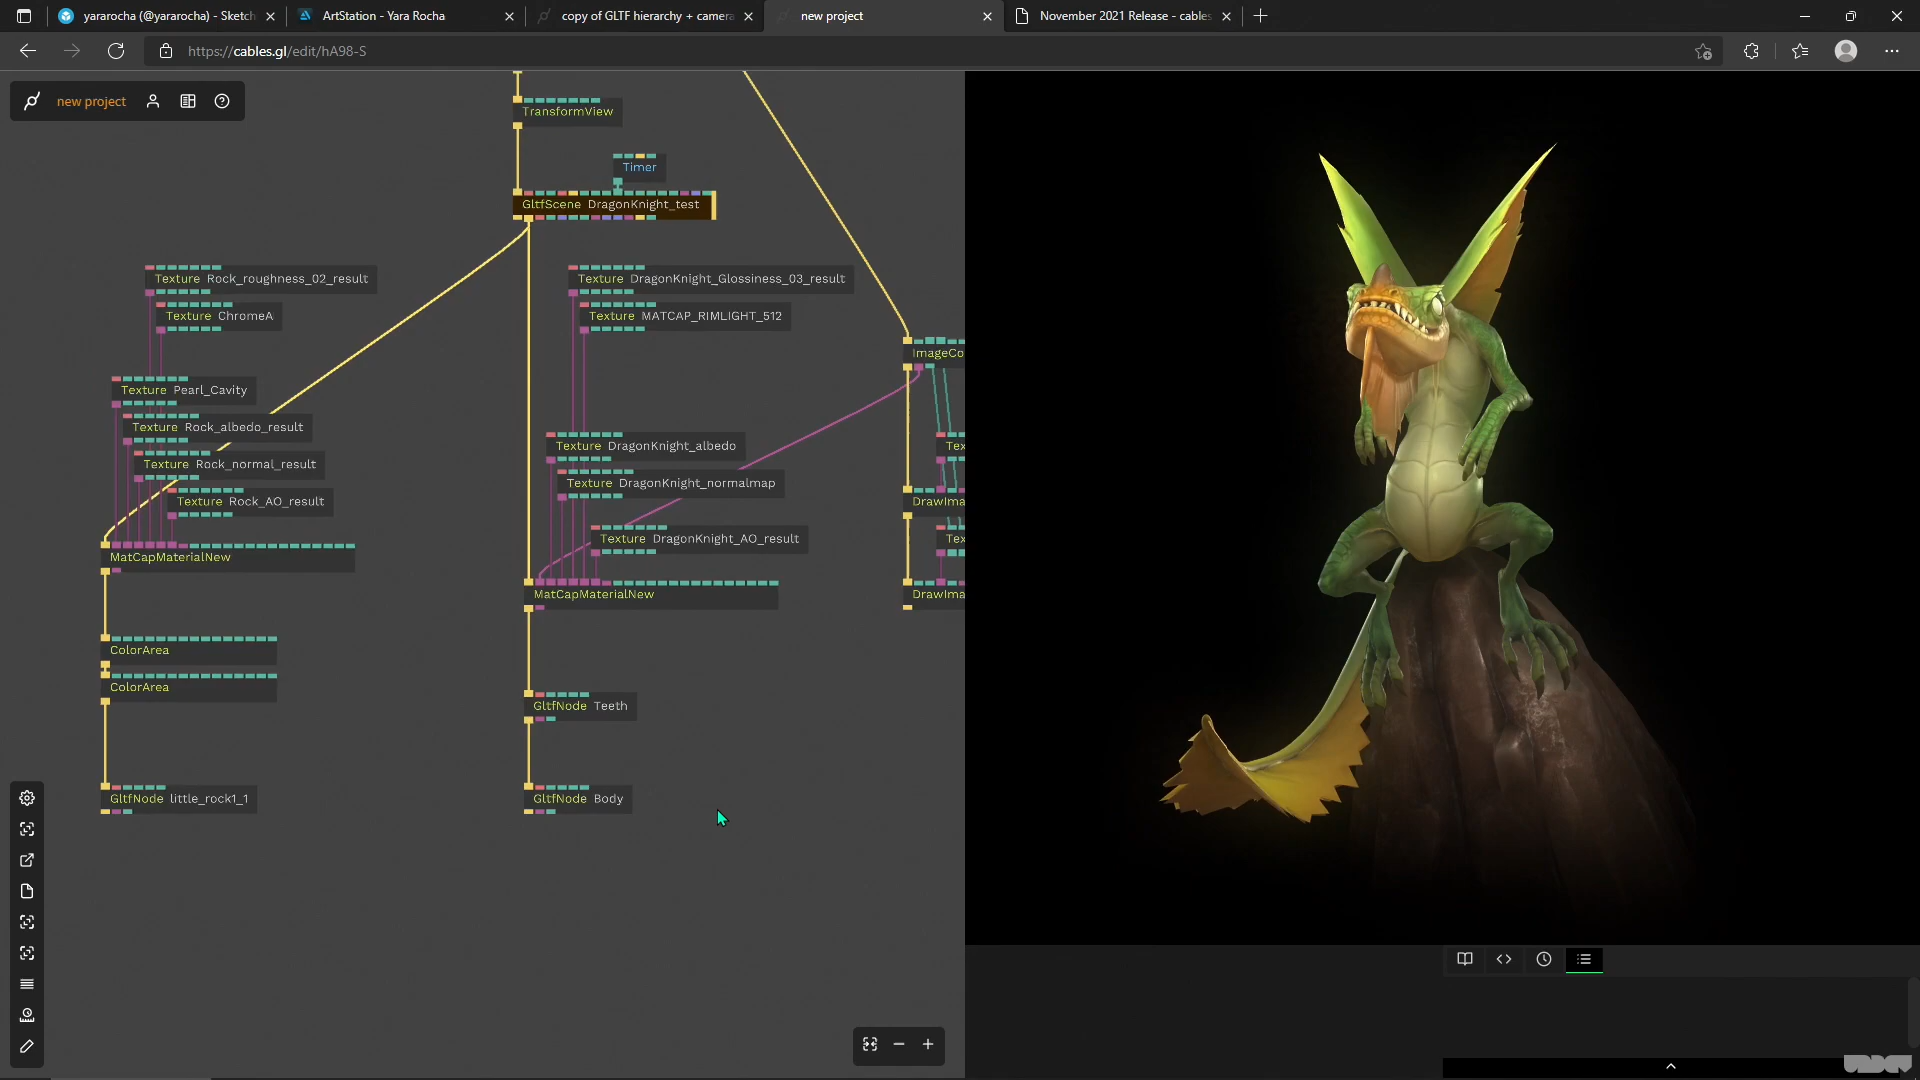 yararocha (@yararocha) - Sketch
ArtStation - Yara Rocha
copy of GLTF hierarchy + camera
new project
November 2021 Release - cables
https://cables.gl/edit/hA98-S
new project
TransformView
Timer
GltfScene DragonKnight_test
Texture Rock_roughness_02_result
Texture DragonKnight_Glossiness_03_result
Texture ChromeA
Texture MATCAP_RIMLIGHT_512
ImageCo
Texture Pearl_Cavity
Texture Rock_albedo_result
Texture DragonKnight_albedo
Tex
Texture Rock_normal_result
Texture DragonKnight_normalmap
Texture Rock_AO_result
DrawIma
Texture DragonKnight_AO_result
Tex
MatCapMaterialNew
MatCapMaterialNew
DrawIma
ColorArea
ColorArea
GltfNode Teeth
GltfNode little_rock1_1
GltfNode Body